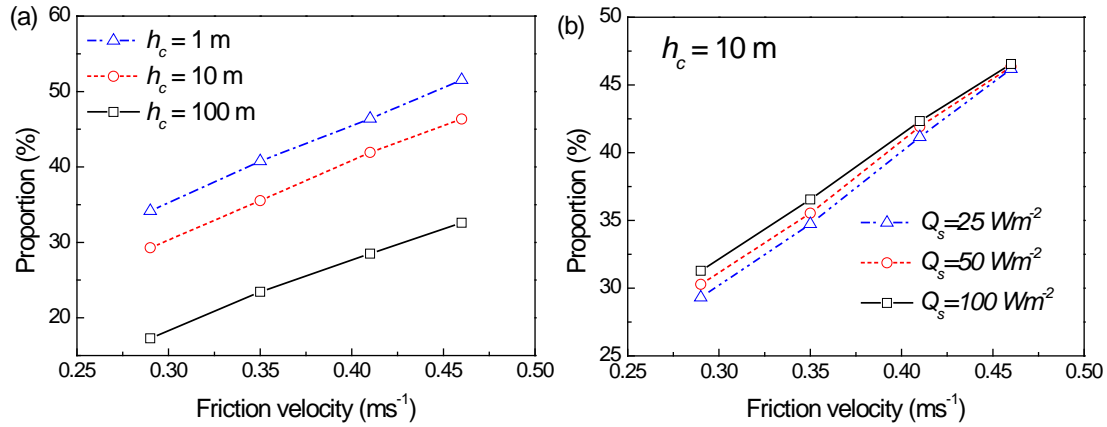 (a)
60
50
40
30
20
Proportion (%)
h_c = 1 m
h_c = 10 m
h_c = 100 m
0.25 0.30 0.35 0.40 0.45 0.50
Friction velocity (ms⁻¹)
(b)
50
45
40
35
30
25
Proportion (%)
h_c = 10 m
Q_s=25 Wm⁻²
Q_s=50 Wm⁻²
Q_s=100 Wm⁻²
0.25 0.30 0.35 0.40 0.45 0.50
Friction velocity (ms⁻¹)